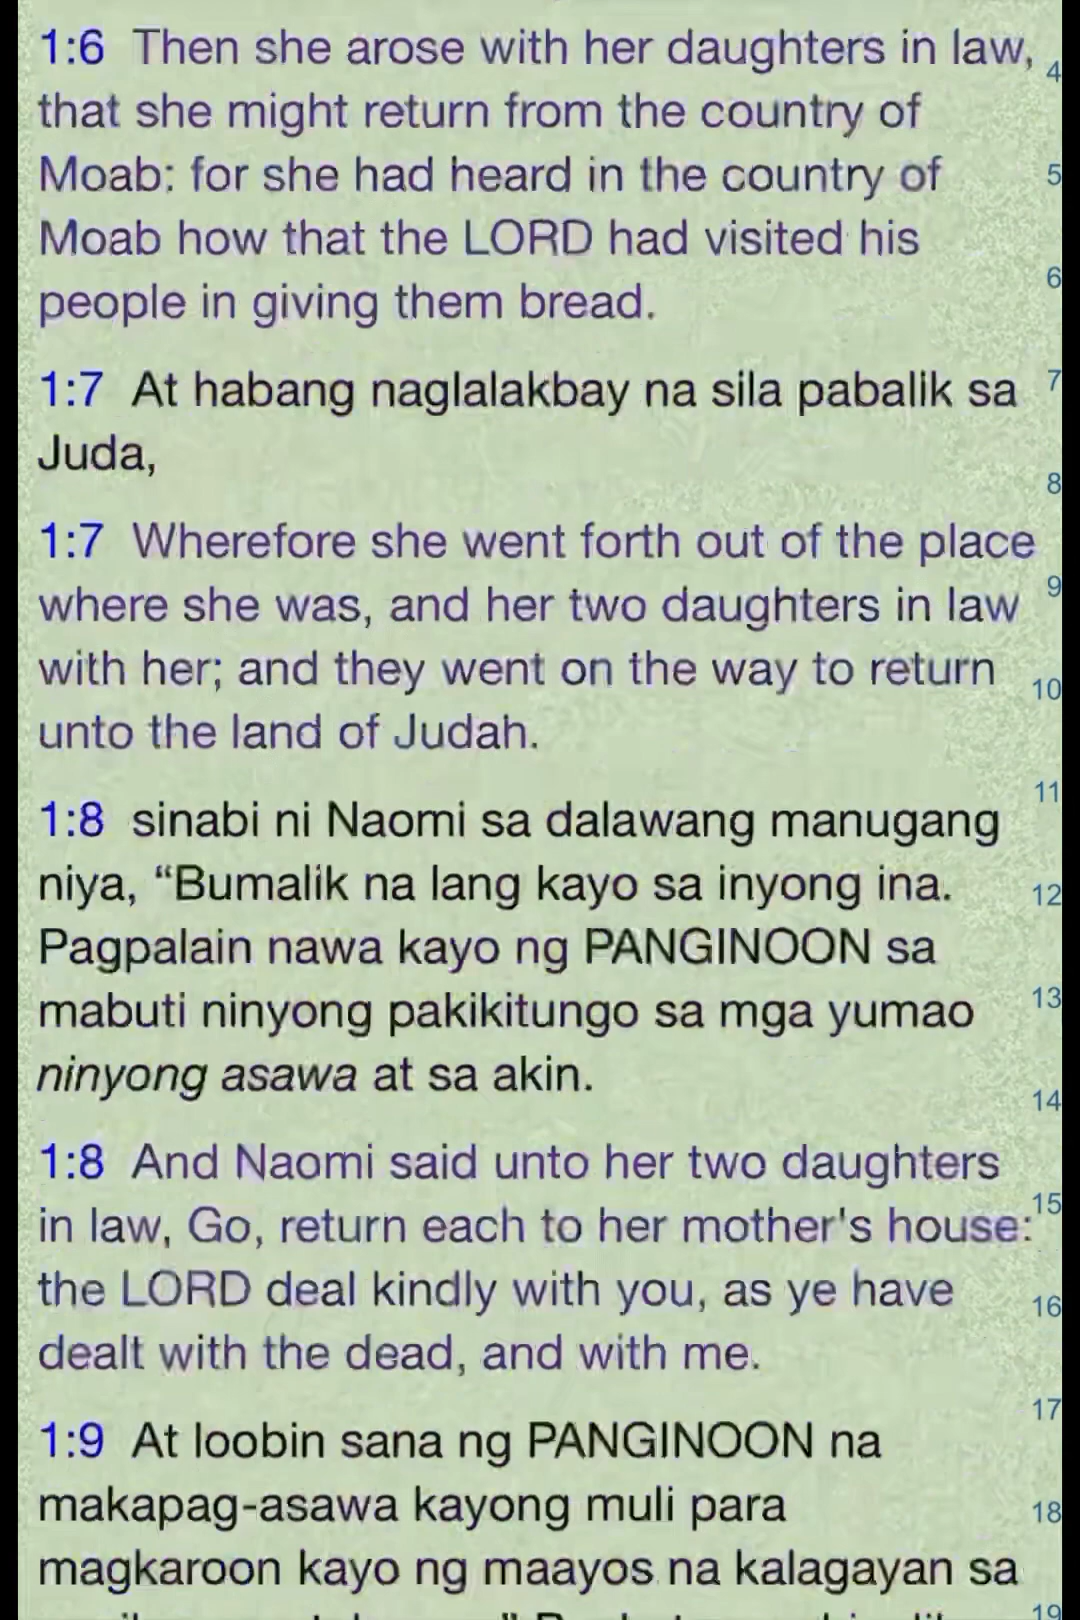 1:6 Then she arose with her daughters in law,
that she might return from the country of
Moab: for she had heard in the country of
Moab how that the LORD had visited his
people in giving them bread.
1:7 At habang naglalakbay na sila pabalik sa
Juda,
1:7 Wherefore she went forth out of the place
where she was, and her two daughters in law
with her; and they went on the way to return
unto the land of Judah.
1:8 sinabi ni Naomi sa dalawang manugang
niya, “Bumalik na lang kayo sa inyong ina.
Pagpalain nawa kayo ng PANGINOON sa
mabuti ninyong pakikitungo sa mga yumao
ninyong asawa at sa akin.
1:8 And Naomi said unto her two daughters
in law, Go, return each to her mother's house:
the LORD deal kindly with you, as ye have
dealt with the dead, and with me.
1:9 At loobin sana ng PANGINOON na
makapag-asawa kayong muli para
magkaroon kayo ng maayos na kalagayan sa
4
5
6
7
8
9
10
11
12
13
14
15
16
17
18
19